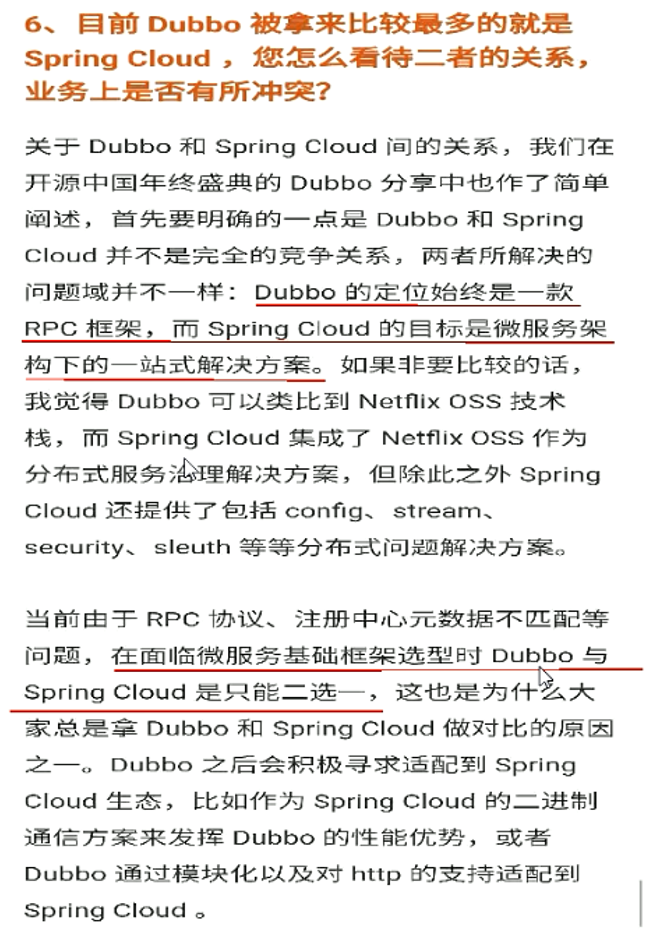 6、目前 Dubbo 被拿来比较最多的就是
Spring Cloud ，您怎么看待二者的关系，
业务上是否有所冲突？
关于 Dubbo 和 Spring Cloud 间的关系，我们在
开源中国年终盛典的 Dubbo 分享中也作了简单
阐述，首先要明确的一点是 Dubbo 和 Spring
Cloud 并不是完全的竞争关系，两者所解决的
问题域并不一样：Dubbo 的定位始终是一款
RPC 框架，而 Spring Cloud 的目标是微服务架
构下的一站式解决方案。如果非要比较的话，
我觉得 Dubbo 可以类比到 Netflix OSS 技术
栈，而 Spring Cloud 集成了 Netflix OSS 作为
分布式服务治理解决方案，但除此之外 Spring
Cloud 还提供了包括 config、stream、
security、sleuth 等等分布式问题解决方案。
当前由于 RPC 协议、注册中心元数据不匹配等
问题，在面临微服务基础框架选型时 Dubbo 与
Spring Cloud 是只能二选一，这也是为什么大
家总是拿 Dubbo 和 Spring Cloud 做对比的原因
之一。Dubbo 之后会积极寻求适配到 Spring
Cloud 生态，比如作为 Spring Cloud 的二进制
通信方案来发挥 Dubbo 的性能优势，或者
Dubbo 通过模块化以及对 http 的支持适配到
Spring Cloud 。